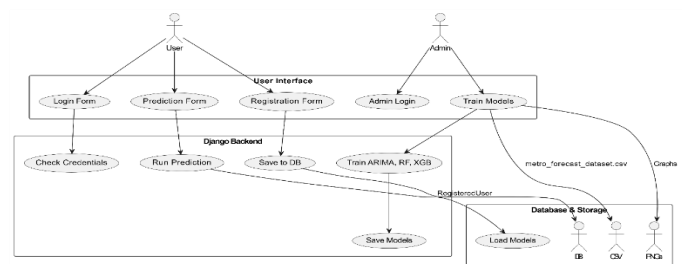 User
Admin
User Interface
Login Form
Prediction Form
Registration Form
Admin Login
Train Models
Django Backend
Check Credentials
Run Prediction
Save to DB
Train ARIMA, RF, XGB
metro_forecast_dataset.csv
Graphs
RegisteredUser
Database & Storage
Save Models
Load Models
DB
CSV
PNGs